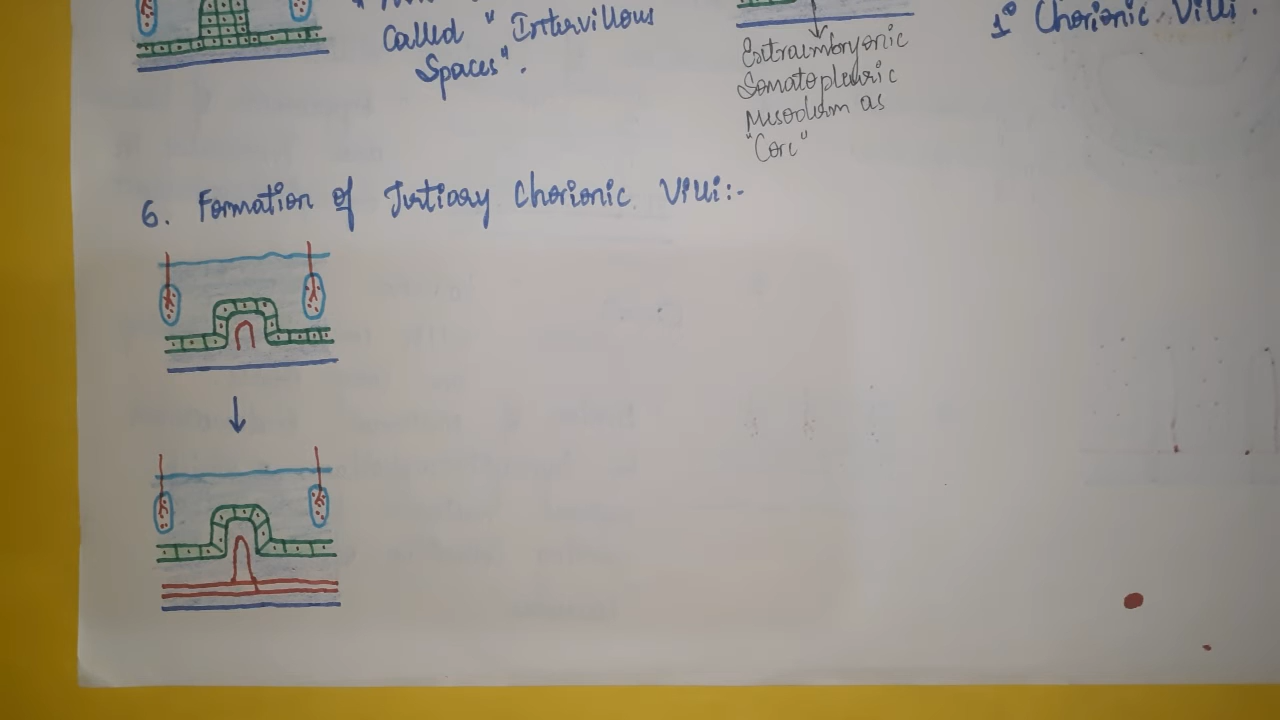 Called "Intervillous
Spaces".
Extraembryonic
Somatopleuric
Mesoderm as
"Core"
1° Chorionic Villi.
6. Formation of Tertiary Chorionic Villi:-